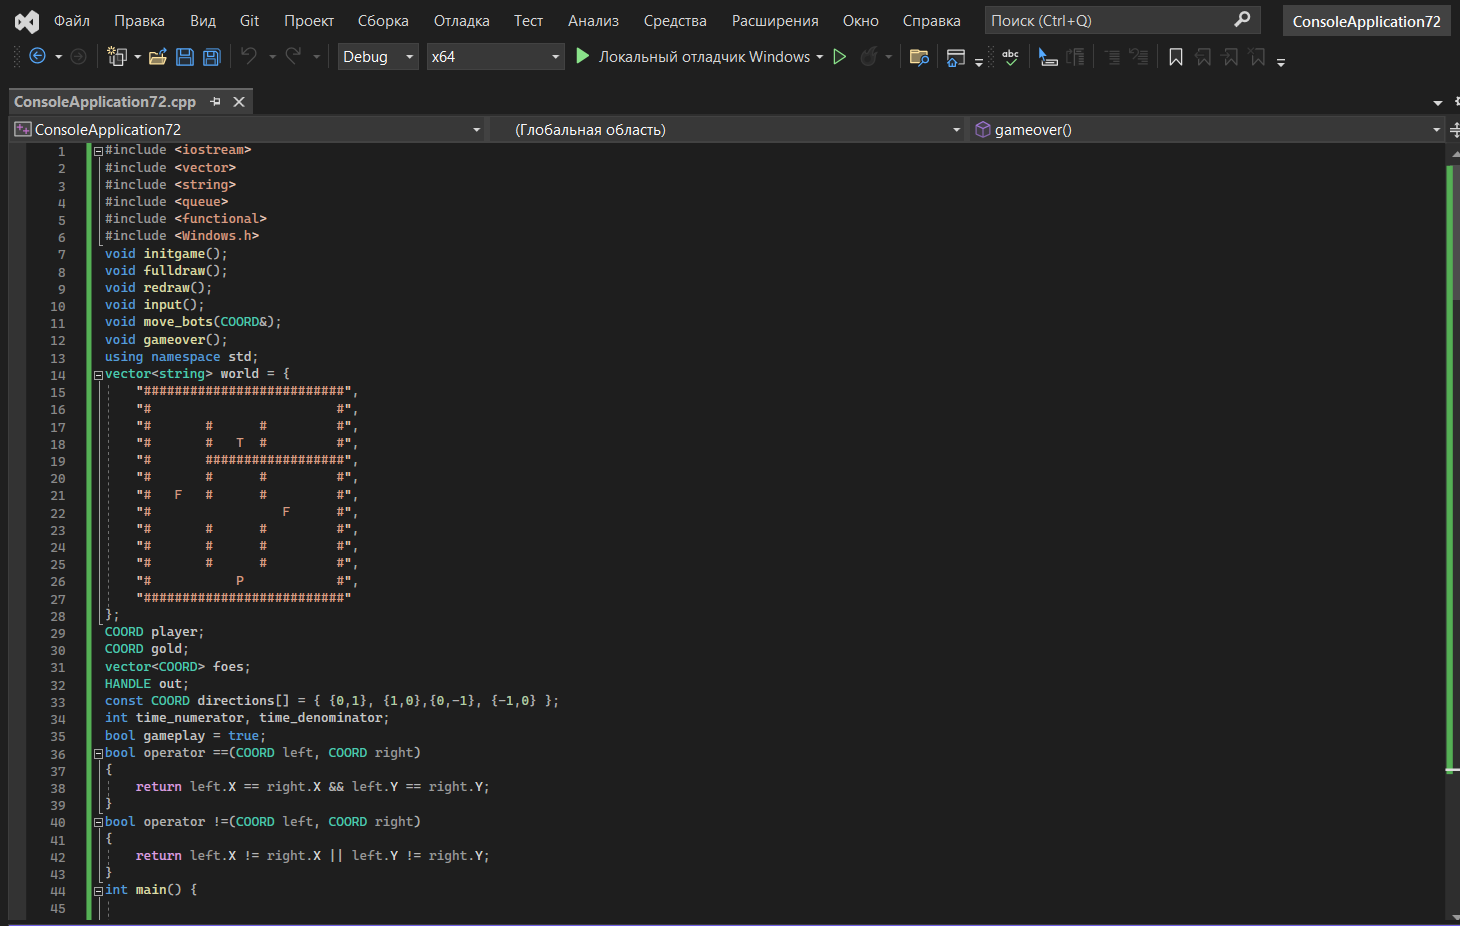 Файл Правка Вид Git Проект Сборка Отладка Тест Анализ Средства Расширения Окно Справка Поиск (Ctrl+Q) ConsoleApplication72
Debug x64 Локальный отладчик Windows abc
ConsoleApplication72.cpp
ConsoleApplication72 (Глобальная область) gameover()
1 #include <iostream>
2 #include <vector>
3 #include <string>
4 #include <queue>
5 #include <functional>
6 #include <Windows.h>
7 void initgame();
8 void fulldraw();
9 void redraw();
10 void input();
11 void move_bots(COORD&);
12 void gameover();
13 using namespace std;
14 vector<string> world = {
15     "##########################",
16     "#                        #",
17     "#       #      #         #",
18     "#       #   T  #         #",
19     "#       ##################",
20     "#       #      #         #",
21     "#   F   #      #         #",
22     "#                 F      #",
23     "#       #      #         #",
24     "#       #      #         #",
25     "#       #      #         #",
26     "#           P            #",
27     "##########################"
28 };
29 COORD player;
30 COORD gold;
31 vector<COORD> foes;
32 HANDLE out;
33 const COORD directions[] = { {0,1}, {1,0},{0,-1}, {-1,0} };
34 int time_numerator, time_denominator;
35 bool gameplay = true;
36 bool operator ==(COORD left, COORD right)
37 {
38     return left.X == right.X && left.Y == right.Y;
39 }
40 bool operator !=(COORD left, COORD right)
41 {
42     return left.X != right.X || left.Y != right.Y;
43 }
44 int main() {
45